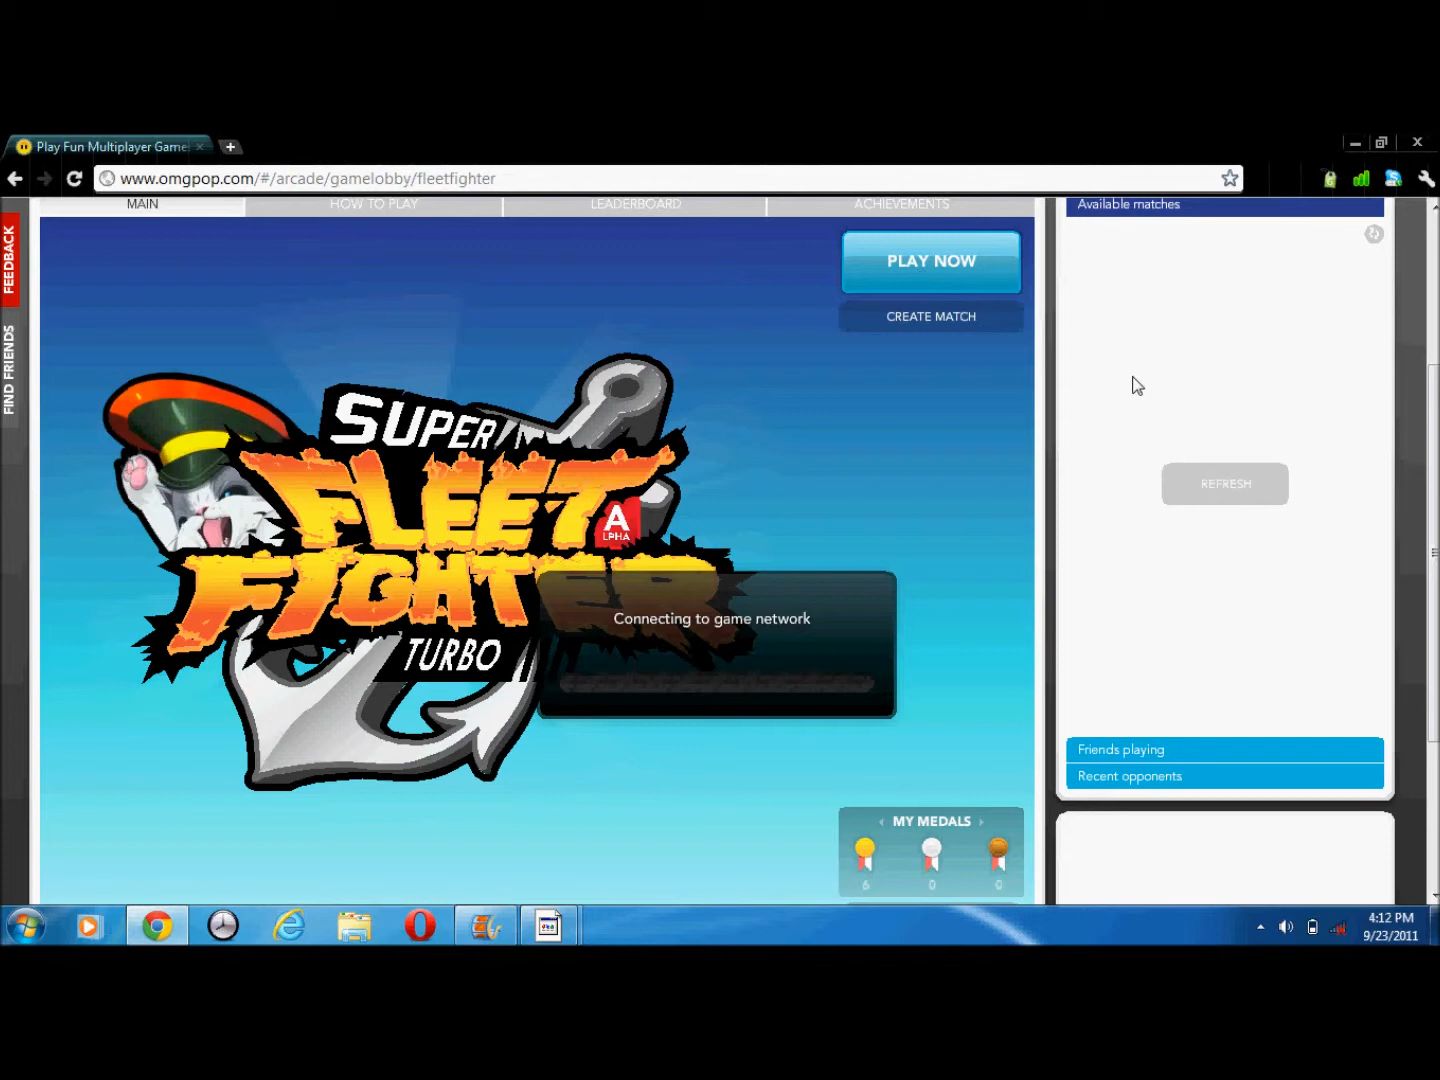 Play Fun Multiplayer Game
www.omgpop.com/#/arcade/gamelobby/fleetfighter
MAIN
HOW TO PLAY
LEADERBOARD
ACHIEVEMENTS
Available matches
FEEDBACK
FIND FRIENDS
PLAY NOW
CREATE MATCH
SUPER
FLEET
ALPHA
FIGHTER
TURBO
Connecting to game network
REFRESH
Friends playing
Recent opponents
MY MEDALS
6 0 0
4:12 PM
9/23/2011